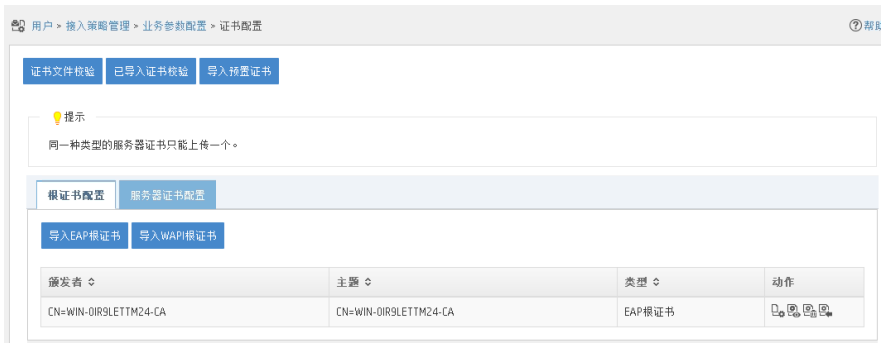 用户 > 接入策略管理 > 业务参数配置 > 证书配置
帮助
证书文件校验 已导入证书校验 导入预置证书
提示
同一种类型的服务器证书只能上传一个。
根证书配置 服务器证书配置
导入EAP根证书 导入WAPI根证书
颁发者 主题 类型 动作
CN=WIN-0IR9LETTM24-CA CN=WIN-0IR9LETTM24-CA EAP根证书